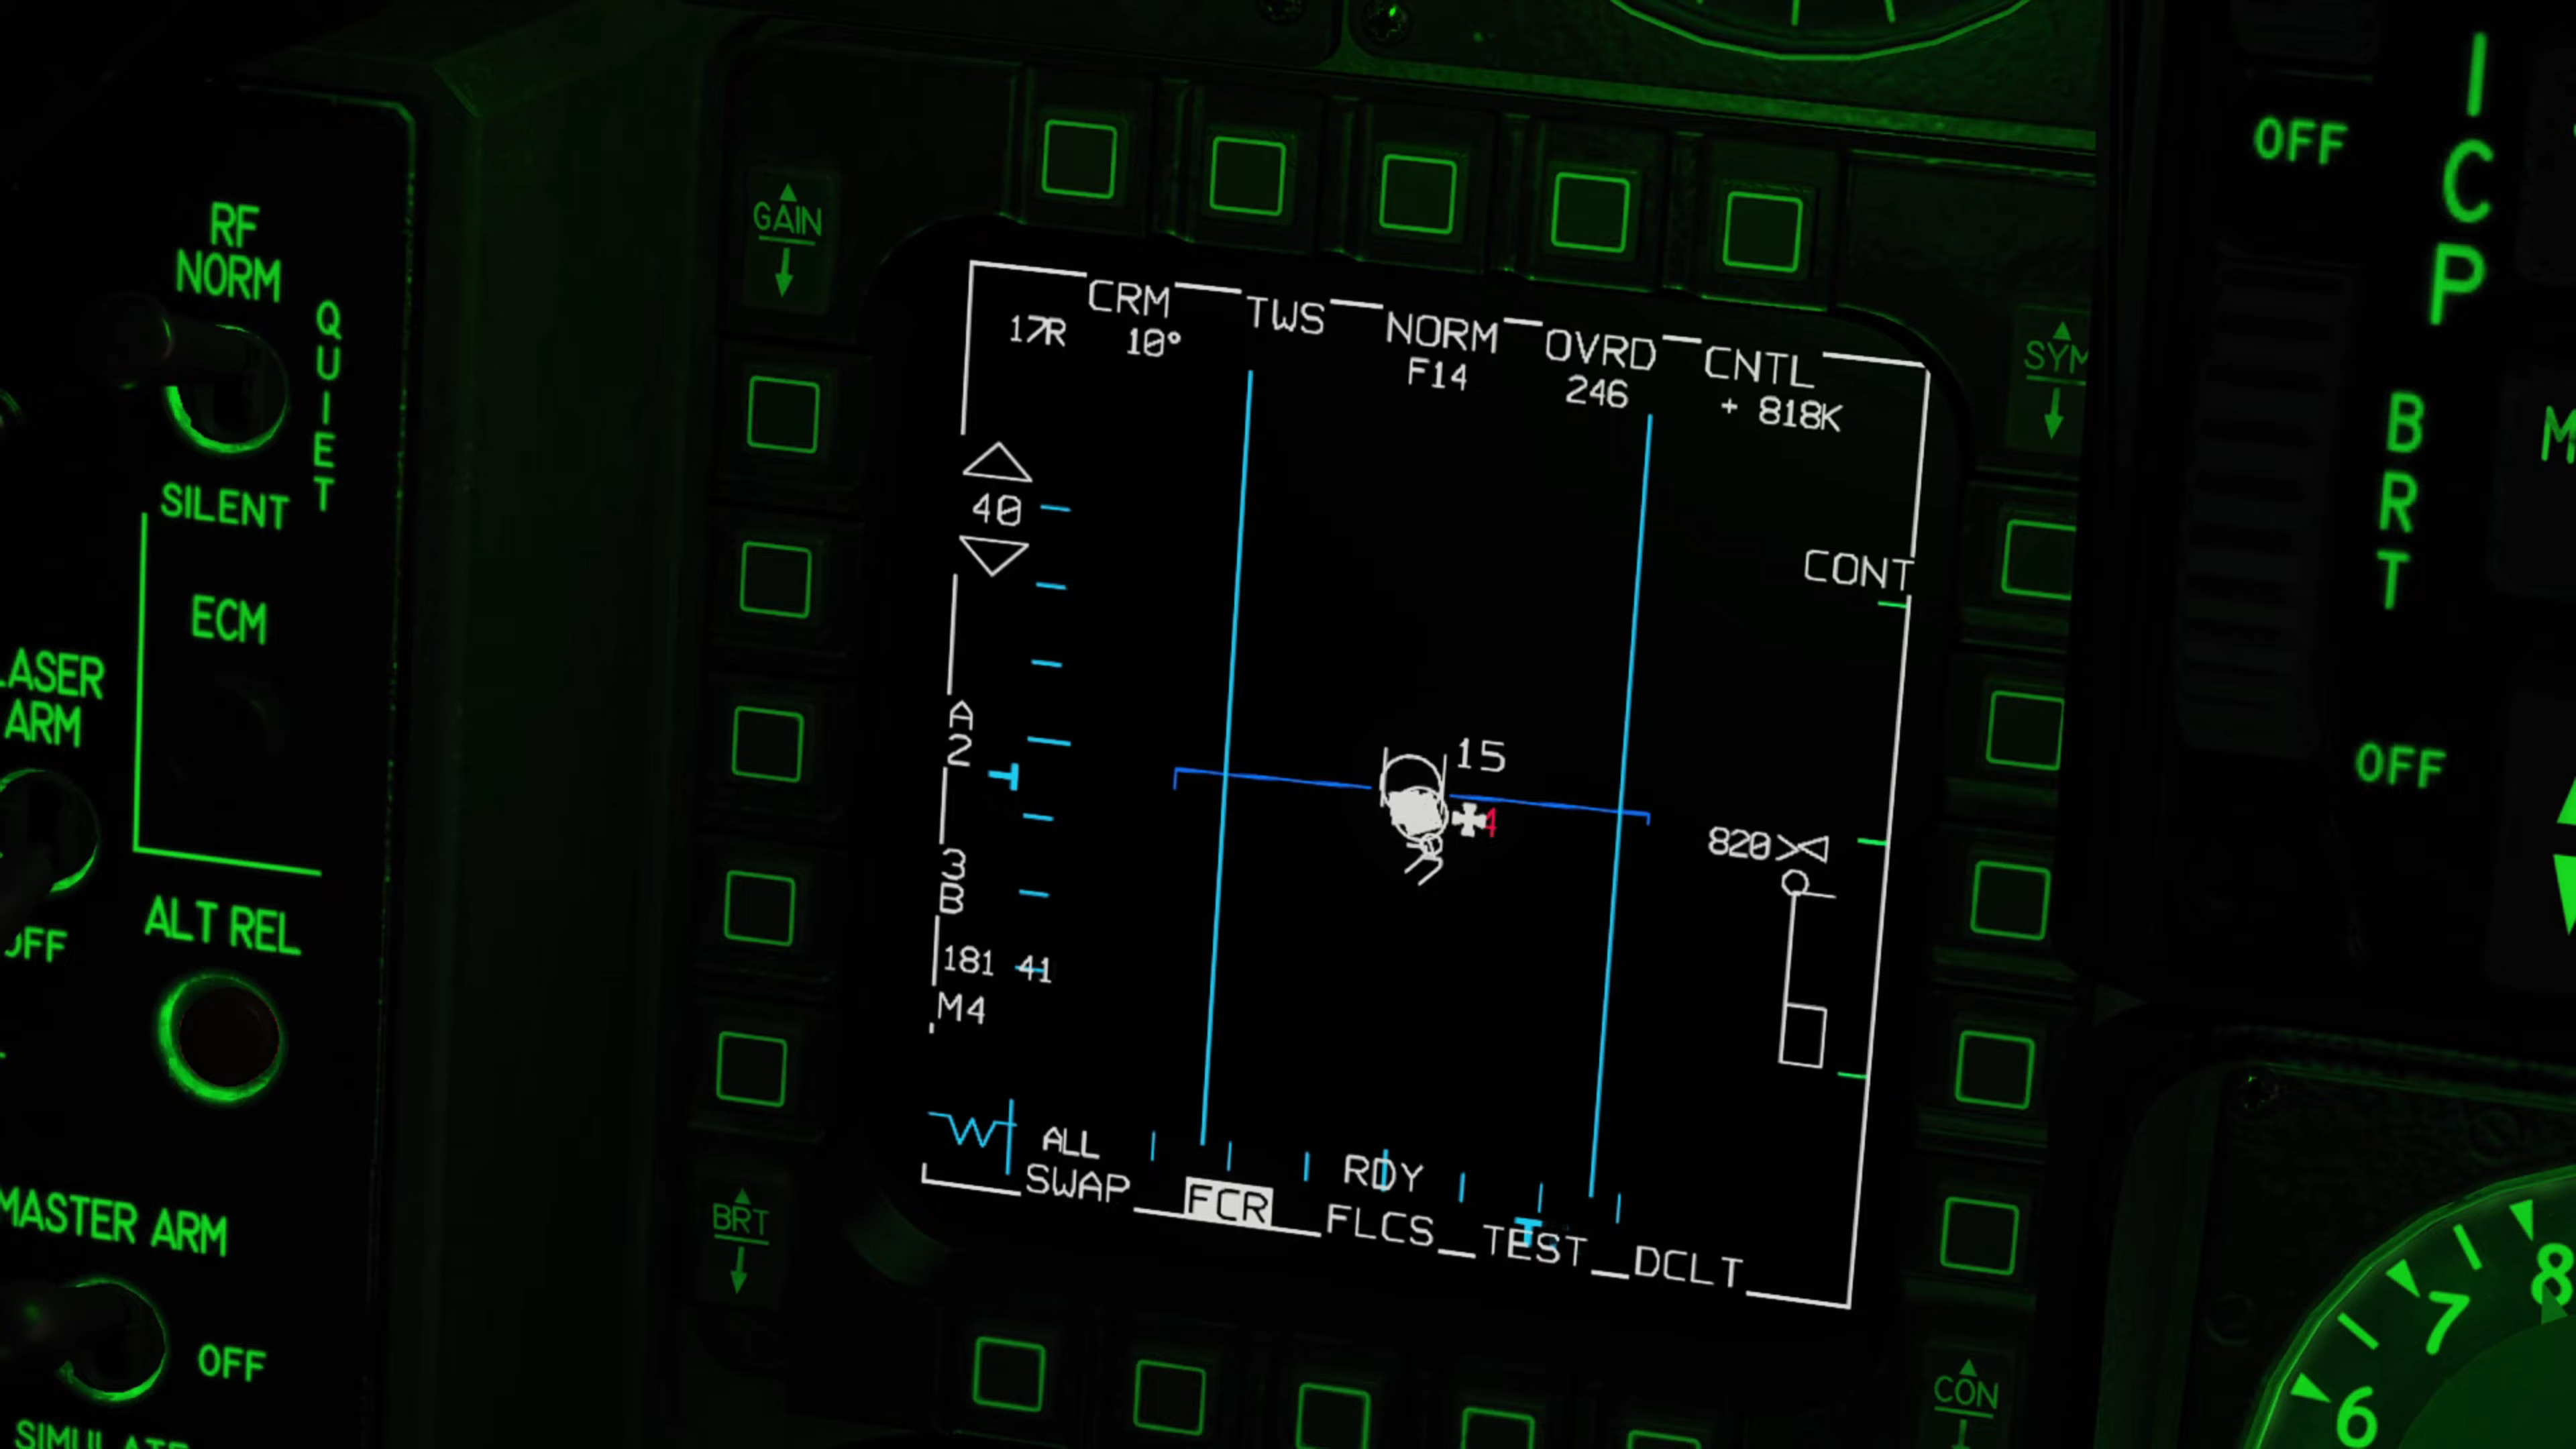 RF
NORM
QUIET
SILENT
ECM
LASER
ARM
OFF
ALT REL
MASTER ARM
OFF
GAIN
SYM
BRT
CON
CRM TWS NORM OVRD CNTL
17R 10° F14 246 + 818K
40
CONT
A
2
15
4
820
3
B
181 41
M4
ALL RDY
SWAP FCR FLCS TEST DCLT
ICP
BRT
OFF
OFF
8
7
6